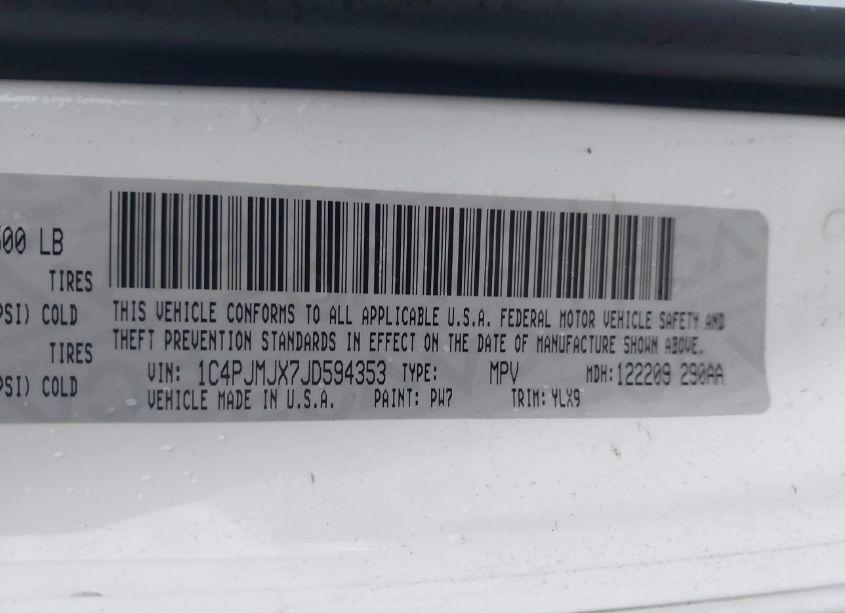 00 LB
TIRES
PSI) COLD
TIRES
PSI) COLD
THIS VEHICLE CONFORMS TO ALL APPLICABLE U.S.A. FEDERAL MOTOR VEHICLE SAFETY AND
THEFT PREVENTION STANDARDS IN EFFECT ON THE DATE OF MANUFACTURE SHOWN ABOVE.
VIN: 1C4PJMJX7JD594353 TYPE: MPV MDH:122209 290AA
VEHICLE MADE IN U.S.A. PAINT: PW7 TRIM: YLX9